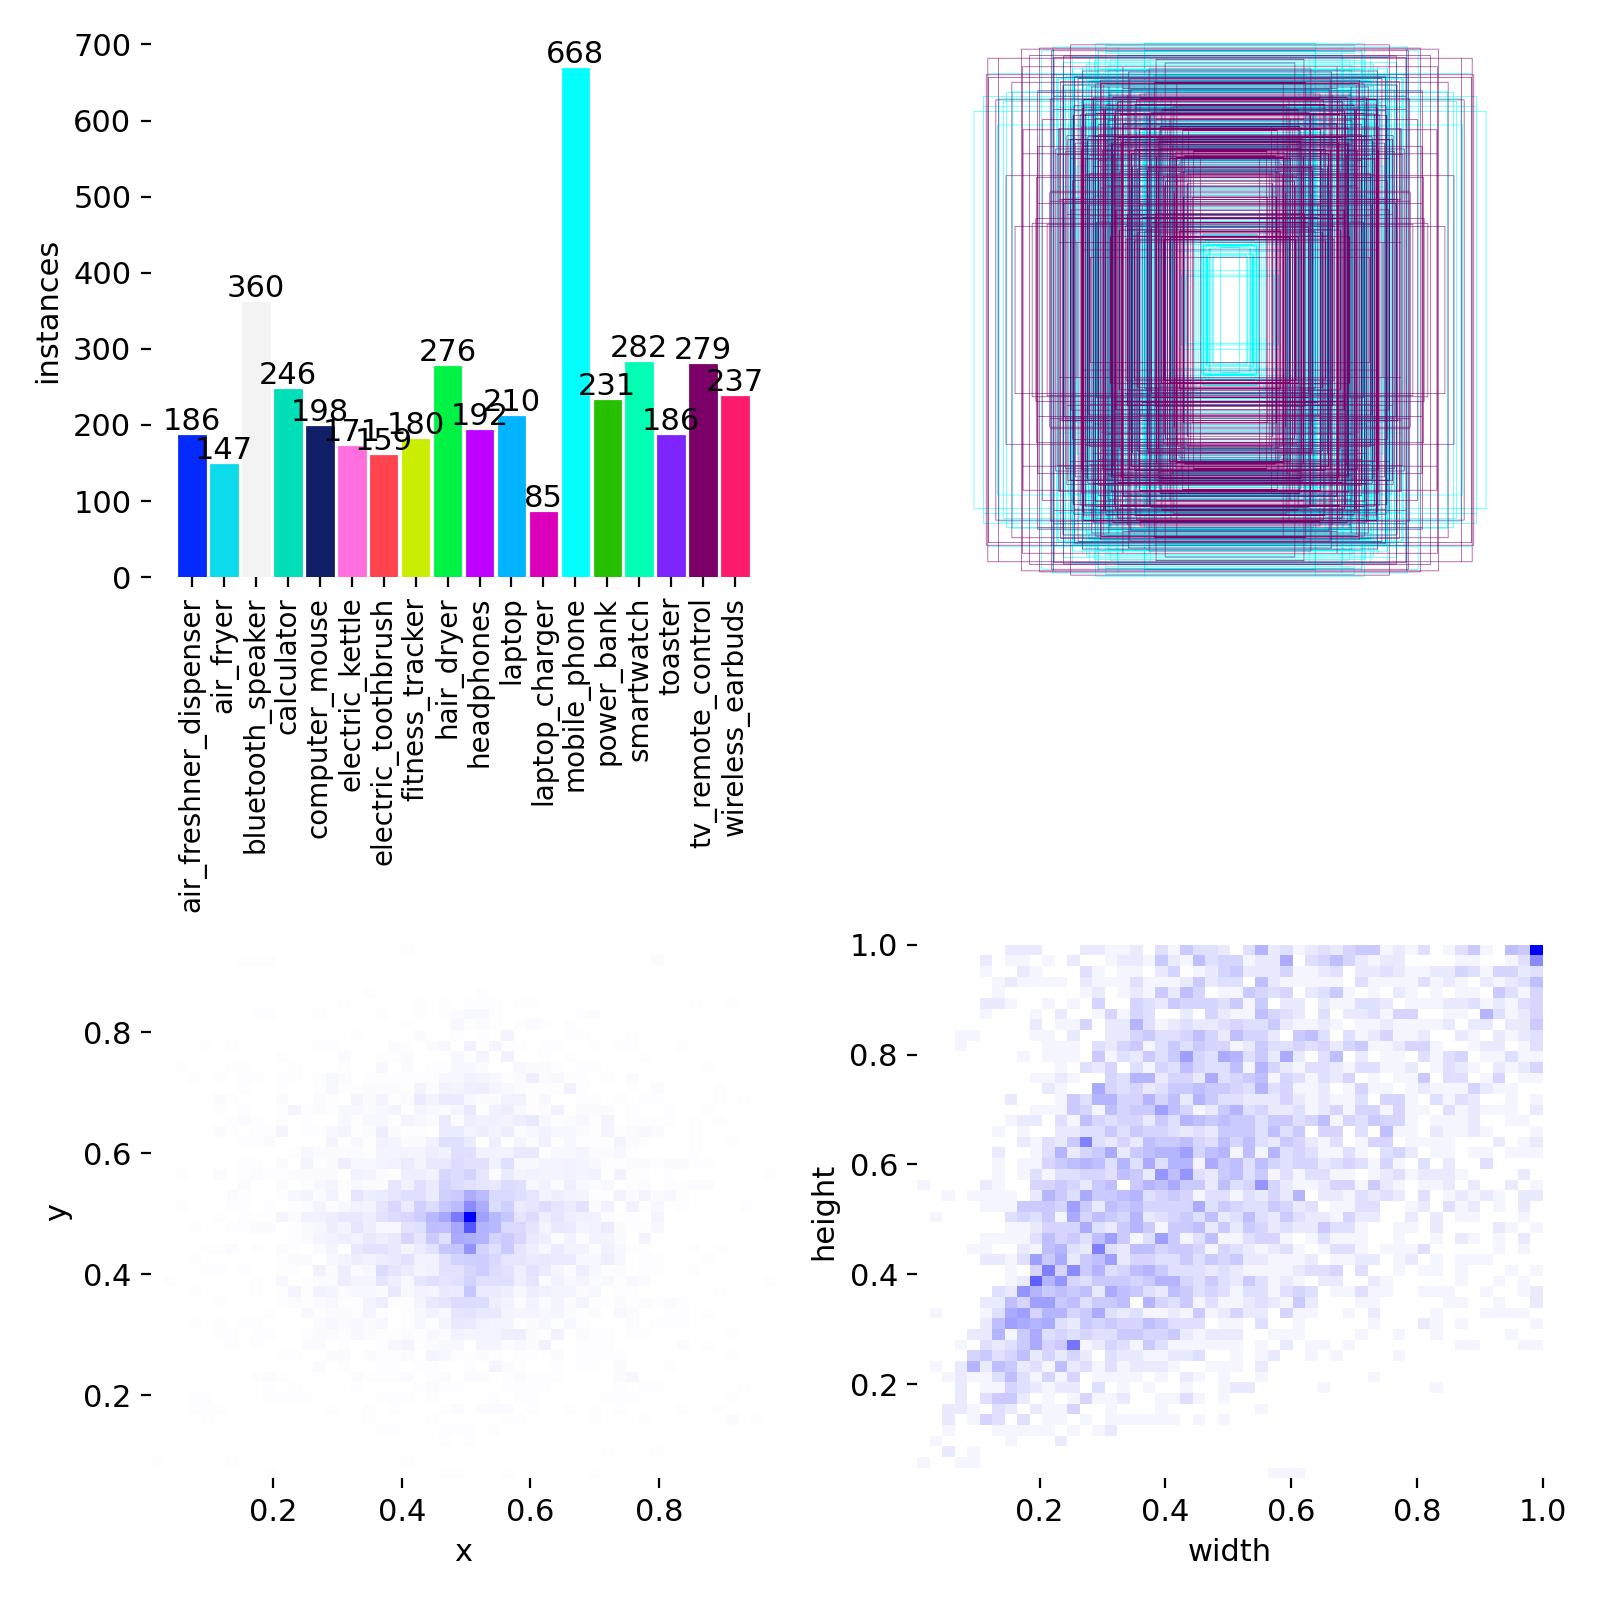 700
600
500
400
300
200
100
0
instances
186
147
360
246
198
171
159
180
276
192
210
85
668
231
282
186
279
237
air_freshner_dispenser
air_fryer
bluetooth_speaker
calculator
computer_mouse
electric_kettle
electric_toothbrush
fitness_tracker
hair_dryer
headphones
laptop
laptop_charger
mobile_phone
power_bank
smartwatch
toaster
tv_remote_control
wireless_earbuds
0.8
0.6
0.4
0.2
y
0.2 0.4 0.6 0.8
x
1.0
0.8
0.6
0.4
0.2
height
0.2 0.4 0.6 0.8 1.0
width